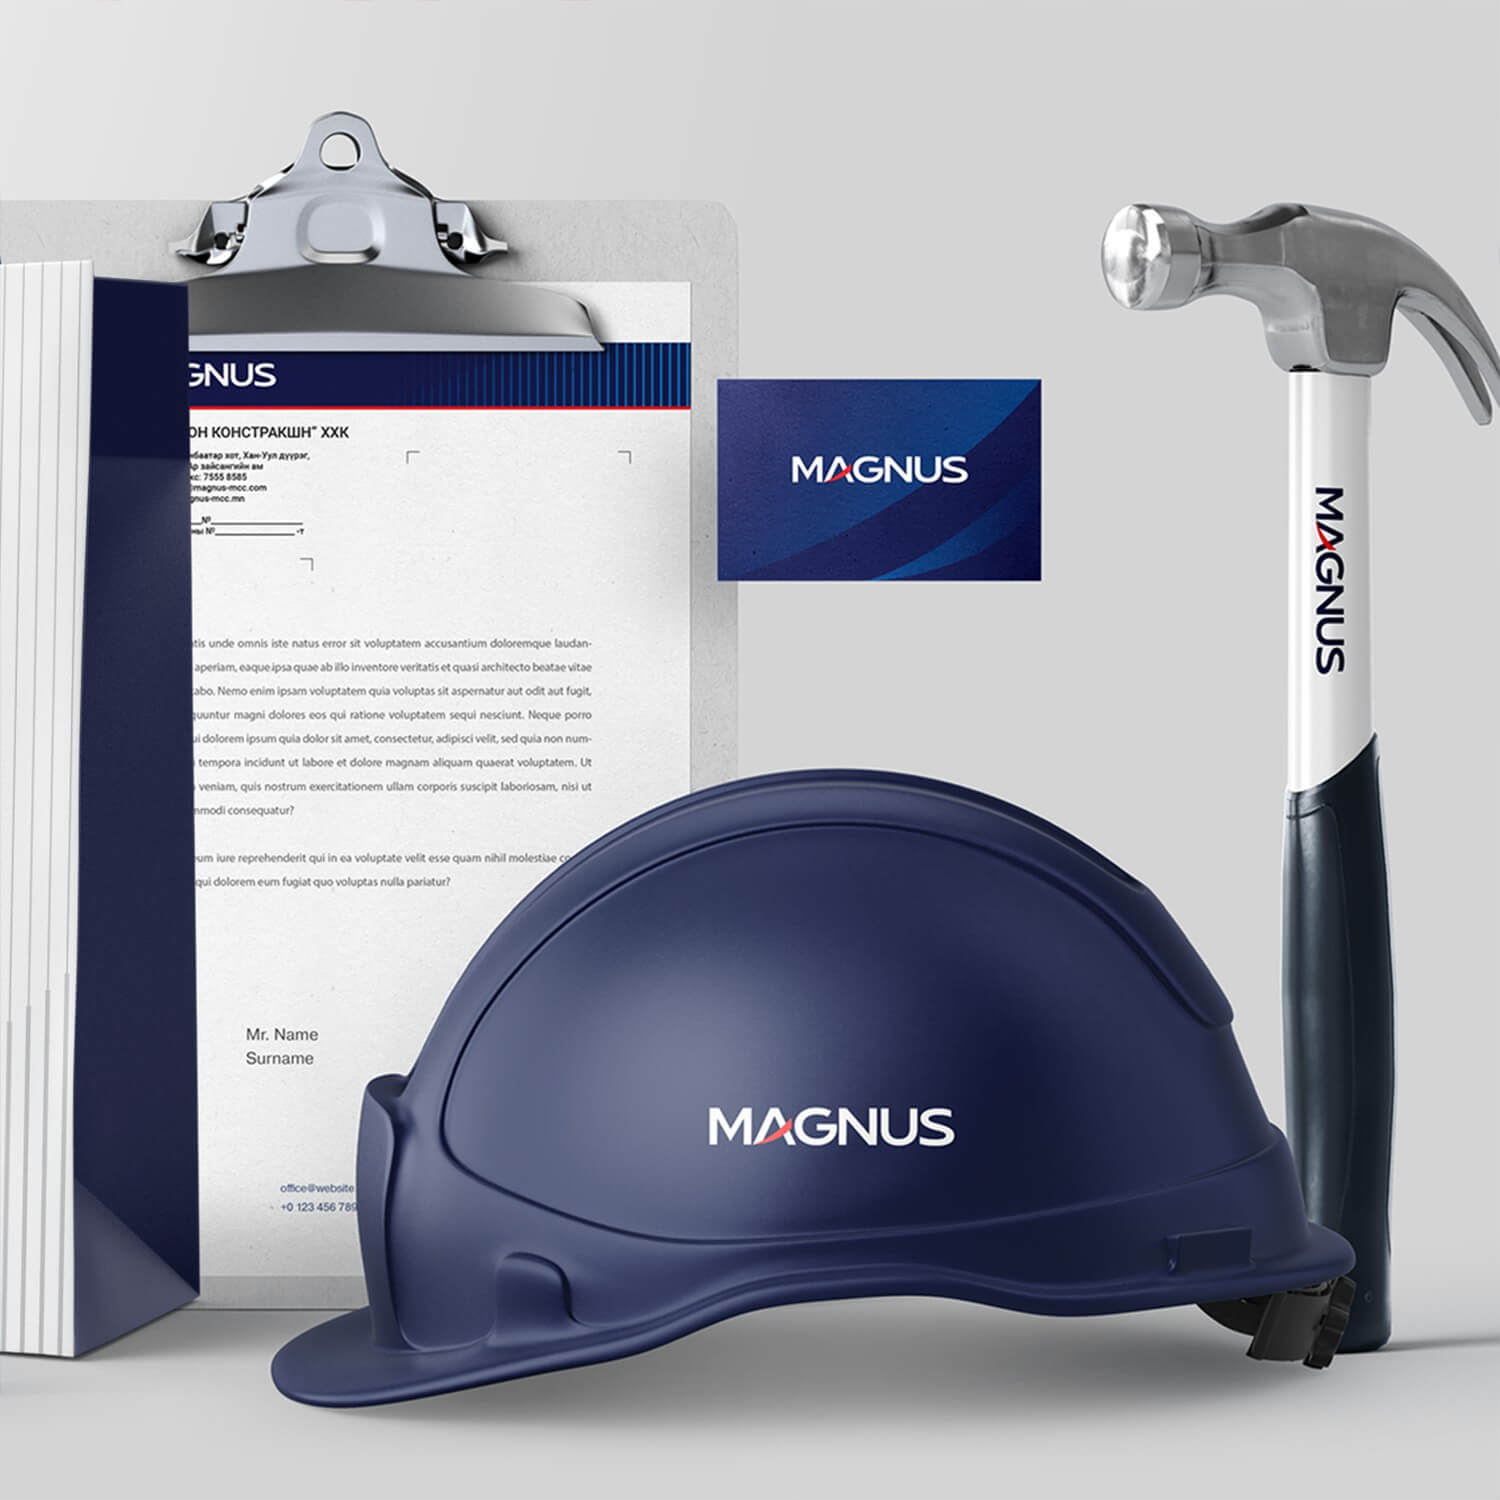 GNUS
ОН КОНСТРАКШН" ХХК
нбаатар хот, Хан-Уул дүүрэг,
Ар зайсангийн ам
кс: 7555 8585
@magnus-mcc.com
gnus-mcc.mn
№
ны № -т
tis unde omnis iste natus error sit voluptatem accusantium doloremque laudan-
aperiam, eaque ipsa quae ab illo inventore veritatis et quasi architecto beatae vitae
cabo. Nemo enim ipsam voluptatem quia voluptas sit aspernatur aut odit aut fugit,
quuntur magni dolores eos qui ratione voluptatem sequi nesciunt. Neque porro
ui dolorem ipsum quia dolor sit amet, consectetur, adipisci velit, sed quia non num-
i tempora incidunt ut labore et dolore magnam aliquam quaerat voluptatem. Ut
veniam, quis nostrum exercitationem ullam corporis suscipit laboriosam, nisi ut
mmodi consequatur?
um iure reprehenderit qui in ea voluptate velit esse quam nihil molestiae co
qui dolorem eum fugiat quo voluptas nulla pariatur?
Mr. Name
Surname
office@website
+0 123 456 789
MAGNUS
MAGNUS
MAGNUS